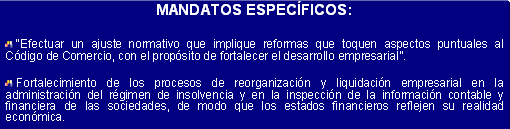 MANDATOS ESPECÍFICOS:
"Efectuar un ajuste normativo que implique reformas que toquen aspectos puntuales al
Código de Comercio, con el propósito de fortalecer el desarrollo empresarial".
Fortalecimiento de los procesos de reorganización y liquidación empresarial en la
administración del régimen de insolvencia y en la inspección de la información contable y
financiera de las sociedades, de modo que los estados financieros reflejen su realidad
económica.